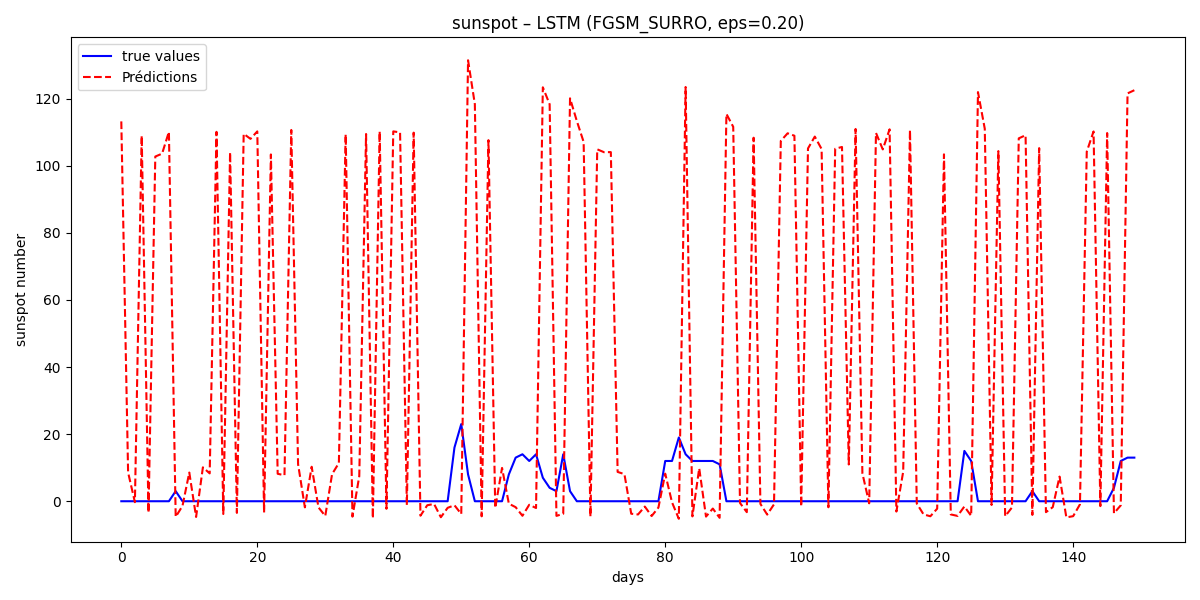 sunspot – LSTM (FGSM_SURRO, eps=0.20)
true values
Prédictions
sunspot number
120
100
80
60
40
20
0
0 20 40 60 80 100 120 140
days